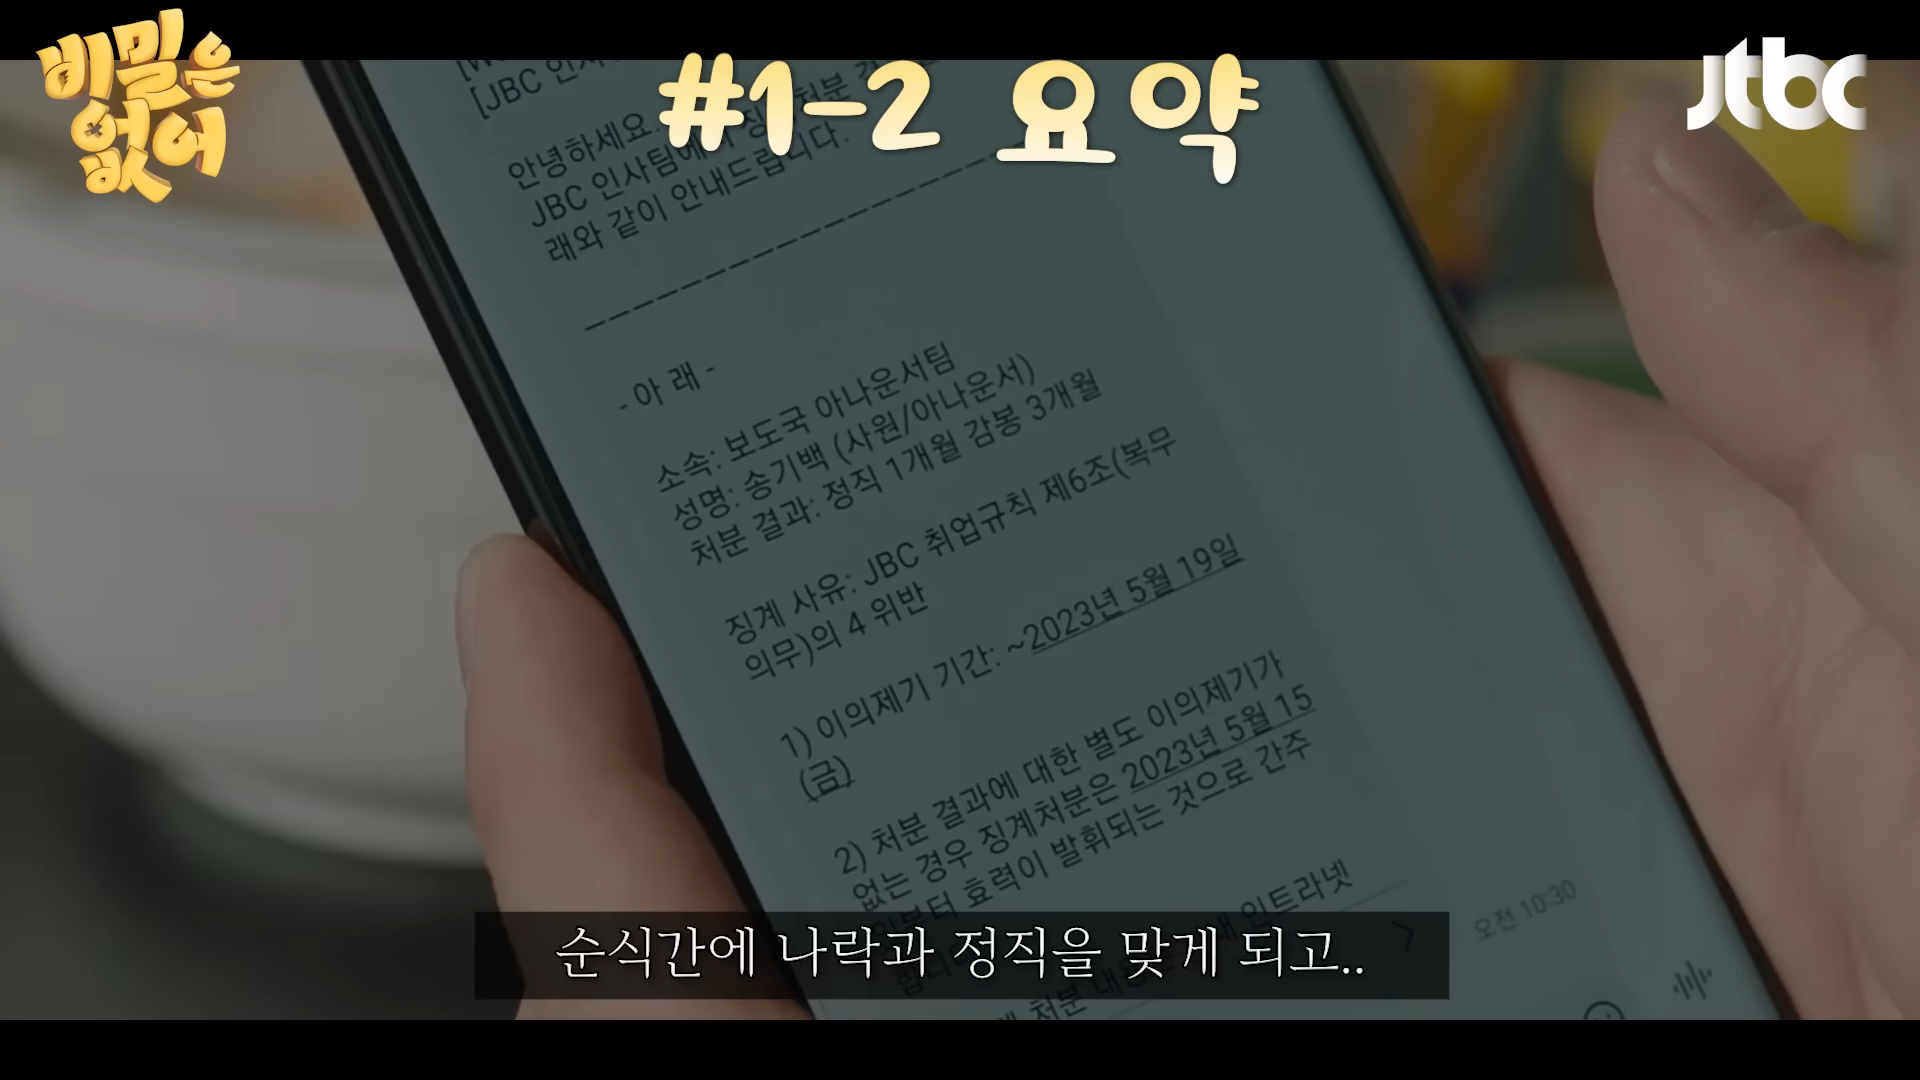 비밀은
없어
#1-2 요약
jtbc
[JBC 인사
안녕하세요.
JBC 인사팀에서 징 처분
래와 같이 안내드립니다.
- 아 래 -
소속: 보도국 아나운서팀
성명: 송기백 (사원/아나운서)
처분 결과: 정직 1개월 감봉 3개월
징계 사유: JBC 취업규칙 제6조(복무
의무)의 4 위반
1) 이의제기 기간: ~2023년 5월 19일
(금)
2) 처분 결과에 대한 별도 이의제기가
없는 경우 징계처분은 2023년 5월 15
효력이 발휘되는 것으로 간주
인트라넷
오전 10:30
순식간에 나락과 정직을 맞게 되고..
처분